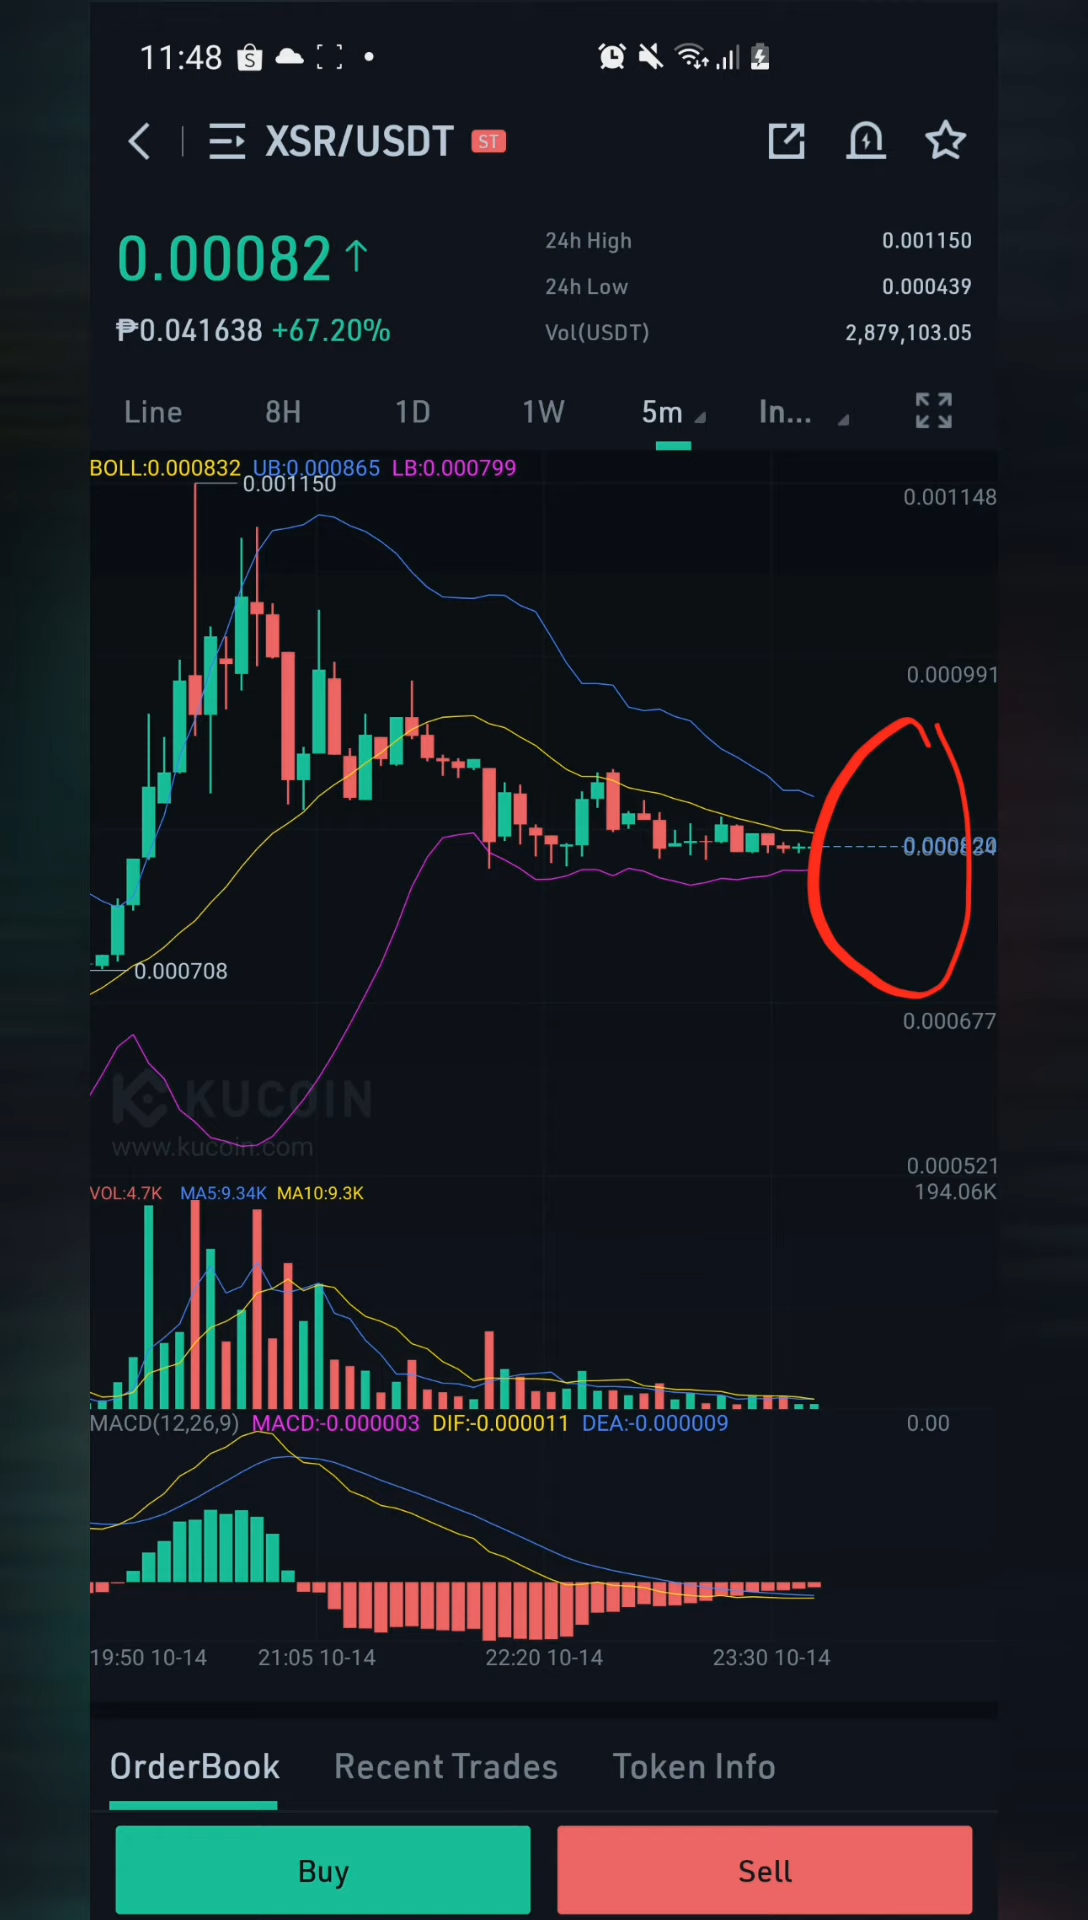 11:48
XSR/USDT ST
0.00082↑
₱0.041638 +67.20%
24h High 0.001150
24h Low 0.000439
Vol(USDT) 2,879,103.05
Line 8H 1D 1W 5m In...
BOLL:0.000832 UB:0.000865 LB:0.000799
0.001150
0.001148
0.000991
0.000820
0.000708
0.000677
KUCOIN
www.kucoin.com
0.000521
VOL:4.7K MA5:9.34K MA10:9.3K
194.06K
MACD(12,26,9) MACD:-0.000003 DIF:-0.000011 DEA:-0.000009
0.00
19:50 10-14 21:05 10-14 22:20 10-14 23:30 10-14
OrderBook Recent Trades Token Info
Buy Sell